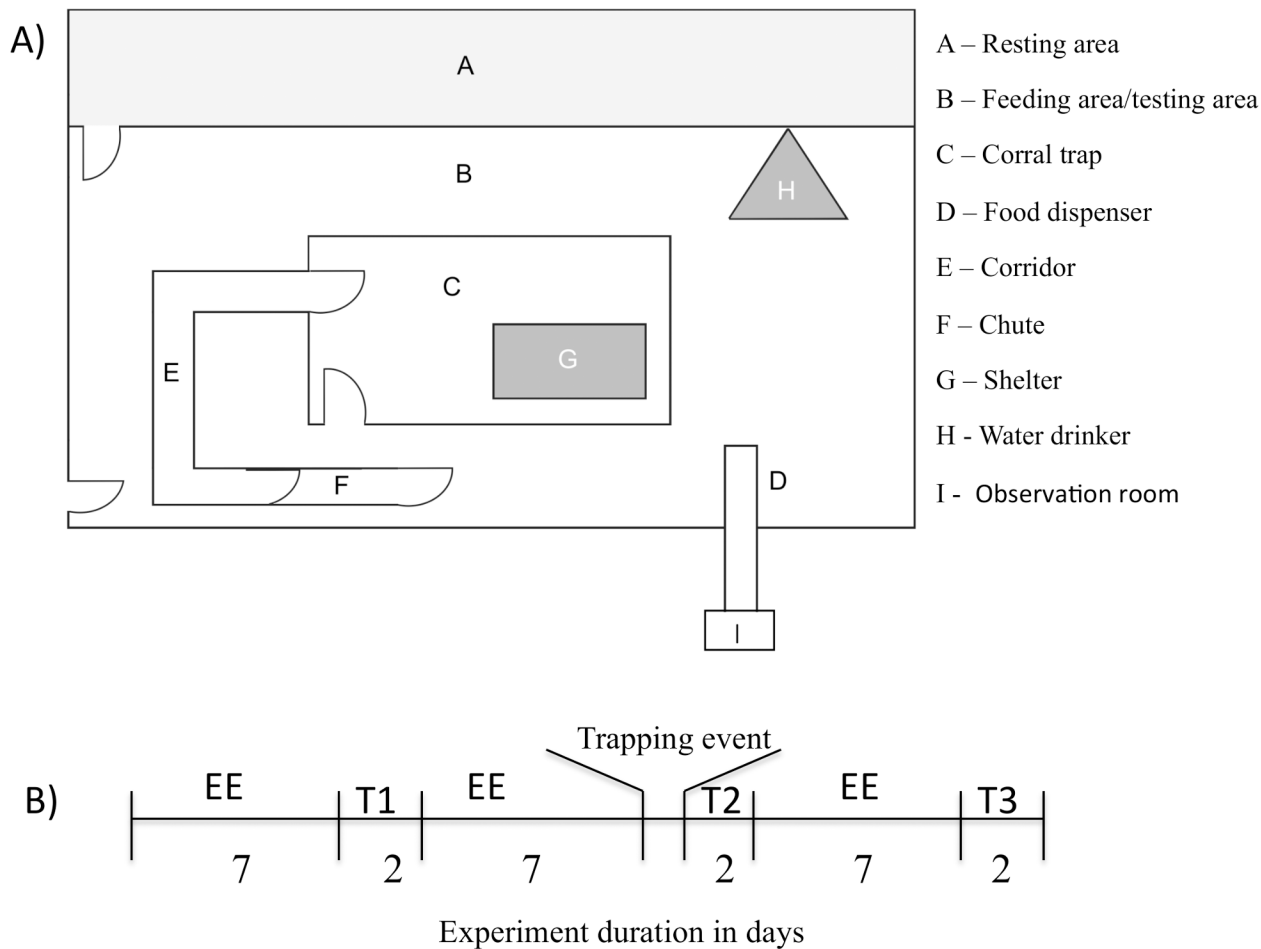 A)
A
B
H
C
G
E
F
D
I
A – Resting area
B – Feeding area/testing area
C – Corral trap
D – Food dispenser
E – Corridor
F – Chute
G – Shelter
H - Water drinker
I - Observation room
B)
Trapping event
EE T1 EE T2 EE T3
7 2 7 2 7 2
Experiment duration in days